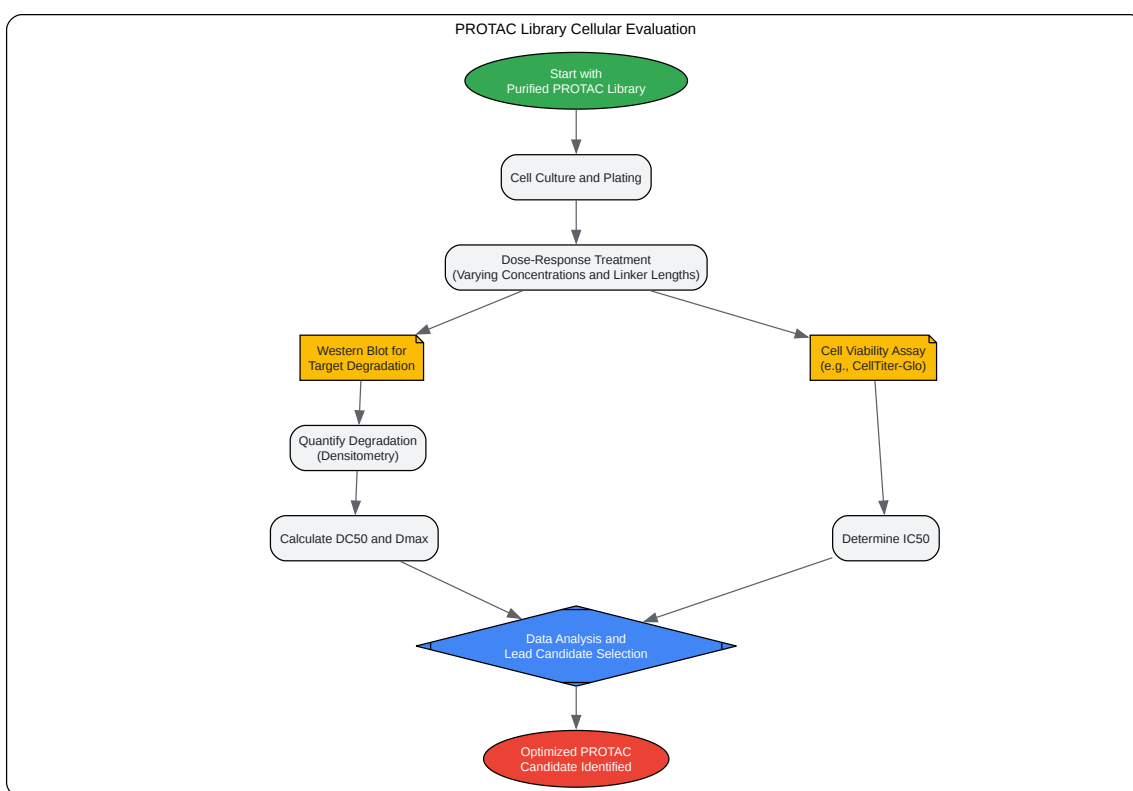 PROTAC Library Cellular Evaluation
Start with
Purified PROTAC Library
Cell Culture and Plating
Dose-Response Treatment
(Varying Concentrations and Linker Lengths)
Western Blot for
Target Degradation
Cell Viability Assay
(e.g., CellTiter-Glo)
Quantify Degradation
(Densitometry)
Calculate DC50 and Dmax
Determine IC50
Data Analysis and
Lead Candidate Selection
Optimized PROTAC
Candidate Identified